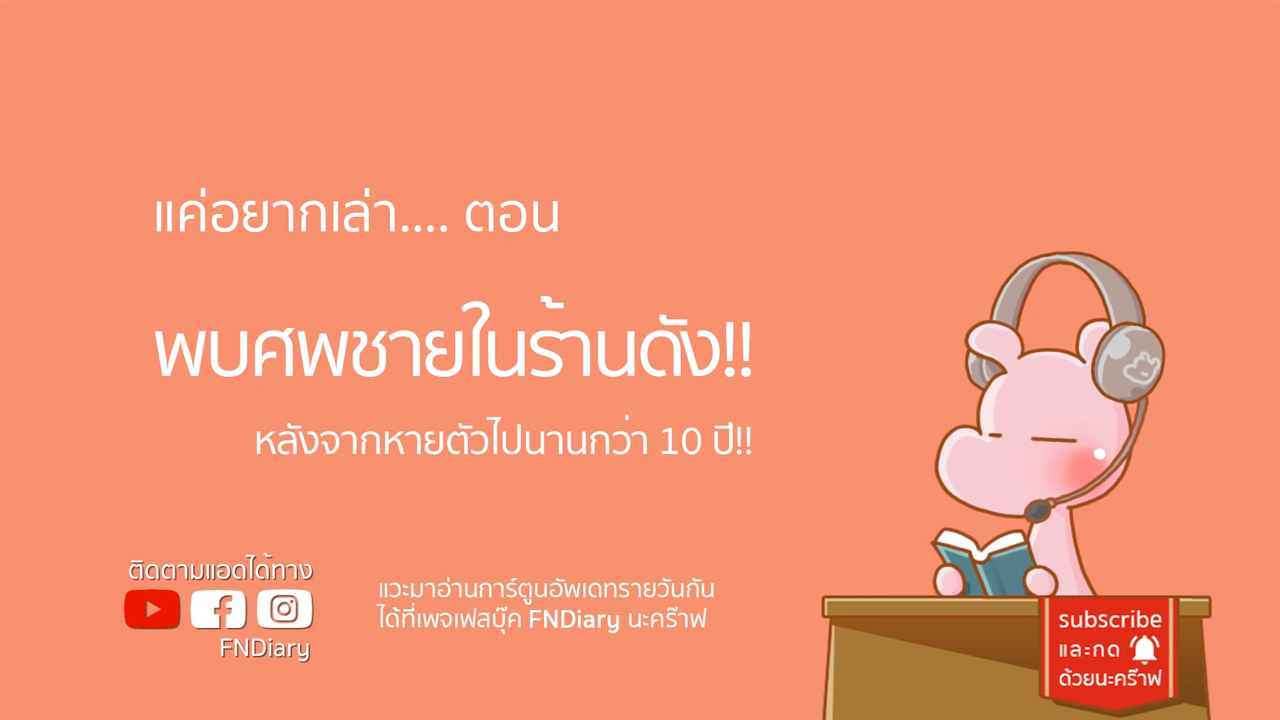 แค่อยากเล่า.... ตอน
พบศพชายในร้านดัง!!
หลังจากหายตัวไปนานกว่า 10 ปี!!
ติดตามแอดได้ทาง
FNDiary
แวะมาอ่านการ์ตูนอัพเดทรายวันกัน
ได้ที่เพจเฟสบุ๊ค FNDiary นะคร๊าฟ
subscribe
และกด
ด้วยนะคร๊าฟ